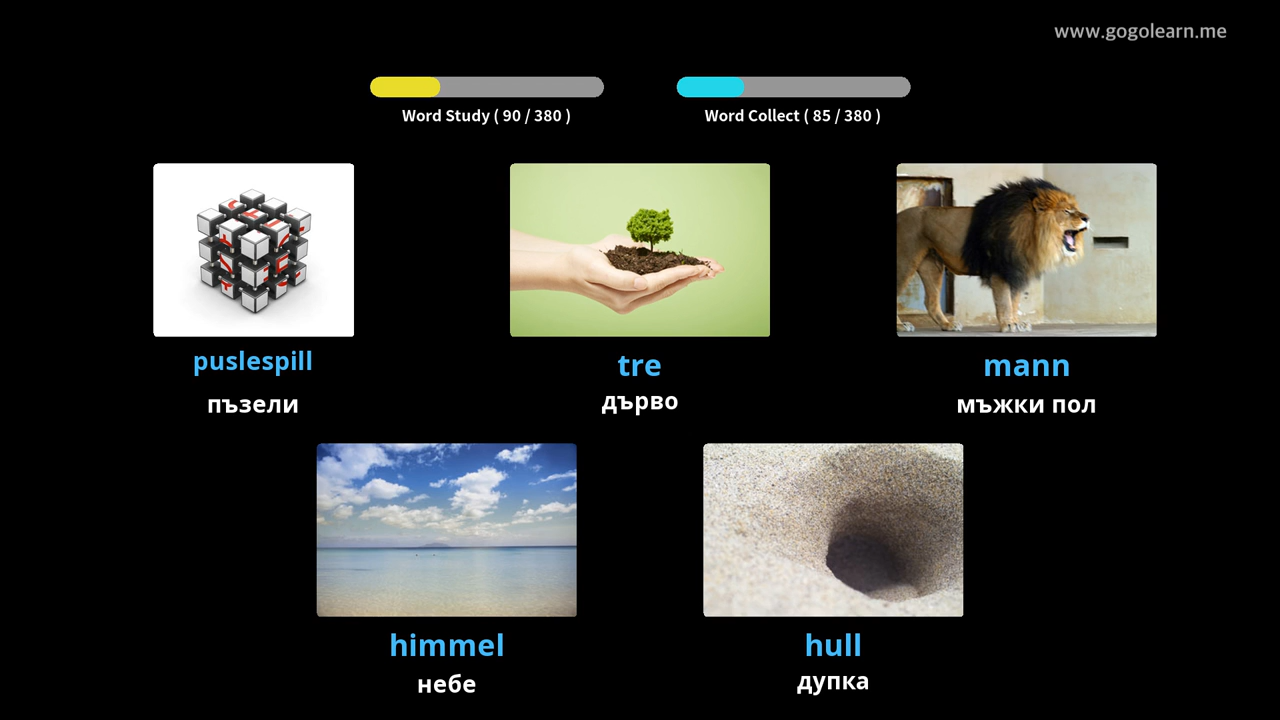 www.gogolearn.me
Word Study ( 90 / 380 )
Word Collect ( 85 / 380 )
puslespill
tre
mann
пъзели
дърво
мъжки пол
himmel
hull
небе
дупка